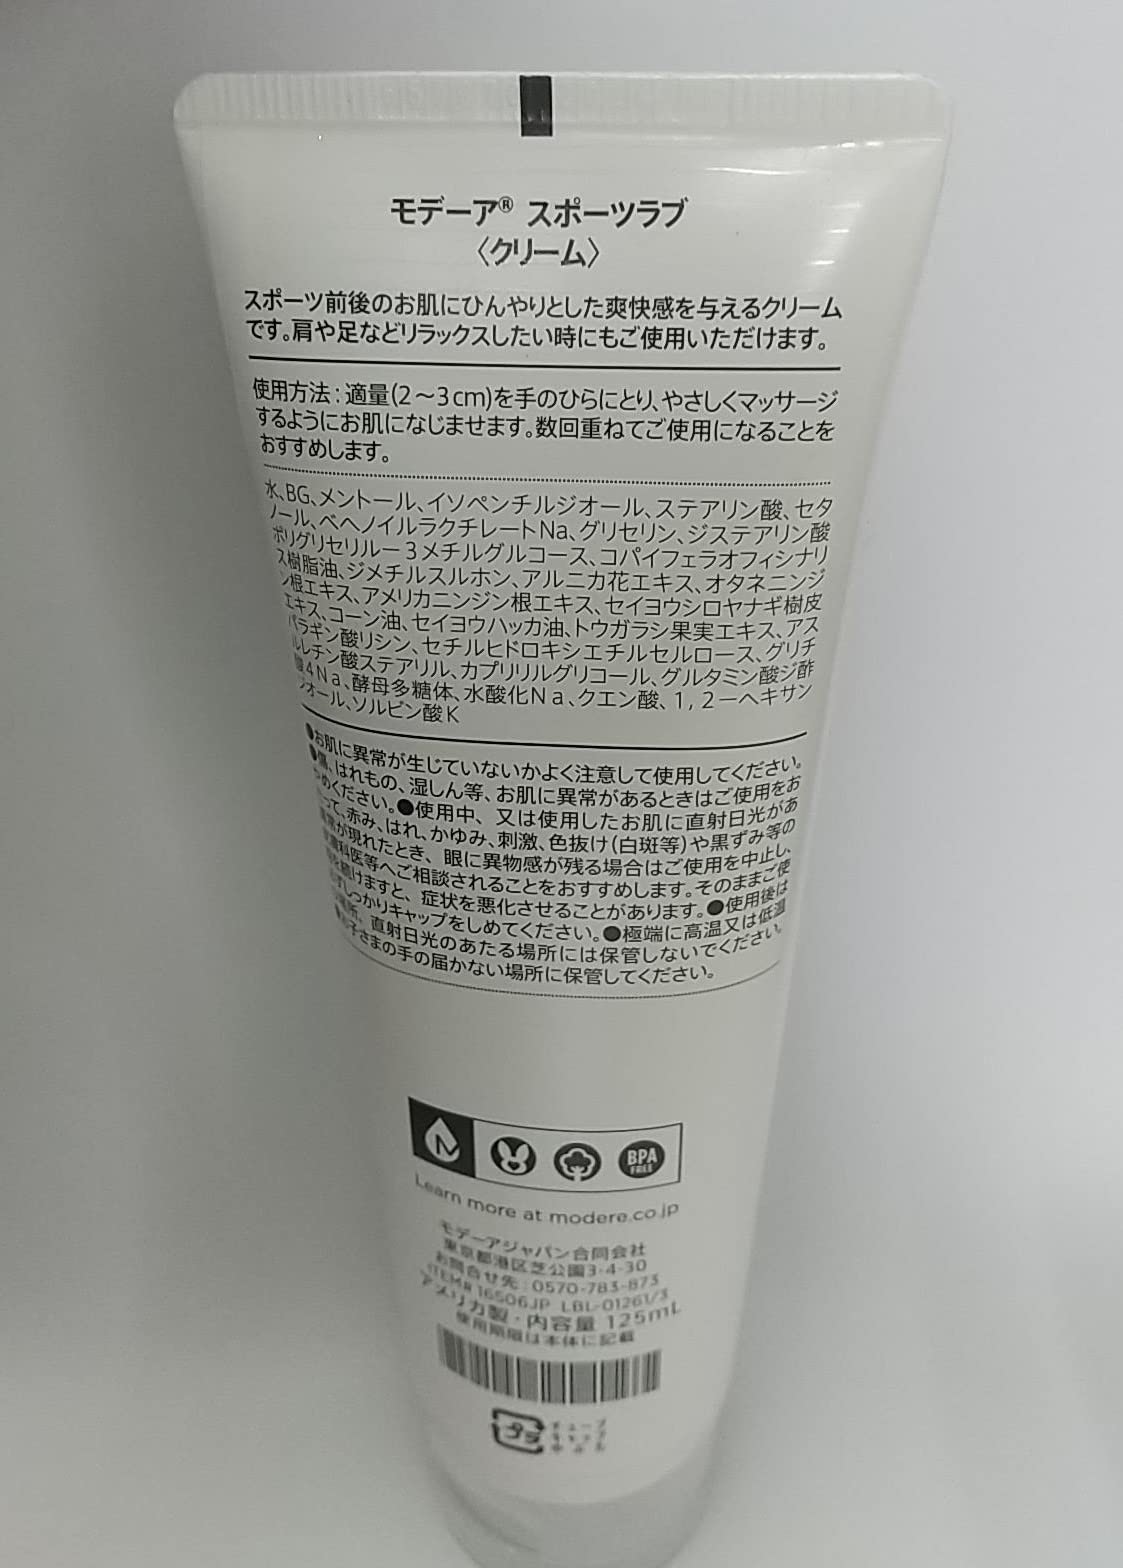 モデーア® スポーツラブ
〈クリーム〉
スポーツ前後のお肌にひんやりとした爽快感を与えるクリーム
です。肩や足などリラックスしたい時にもご使用いただけます。
使用方法：適量(2～3cm)を手のひらにとり、やさしくマッサージ
するようにお肌になじませます。数回重ねてご使用になることを
おすすめします。
水、BG、メントール、イソペンチルジオール、ステアリン酸、セタ
ノール、ベヘノイルラクチレートNa、グリセリン、ジステアリン酸
ポリグリセリルー3メチルグルコース、コパイフェラオフィシナリ
ス樹脂油、ジメチルスルホン、アルニカ花エキス、オタネニンジ
ン根エキス、アメリカニンジン根エキス、セイヨウシロヤナギ樹皮
エキス、コーン油、セイヨウハッカ油、トウガラシ果実エキス、アス
パラギン酸リシン、セチルヒドロキシエチルセルロース、グリチ
ルレチン酸ステアリル、カプリリルグリコール、グルタミン酸ジ酢
酸4Na、酵母多糖体、水酸化Na、クエン酸、1,2ーヘキサン
ジオール、ソルビン酸K
●お肌に異常が生じていないかよく注意して使用してください。
●傷、はれもの、湿しん等、お肌に異常があるときはご使用をお
やめください。●使用中、又は使用したお肌に直射日光があ
って、赤み、はれ、かゆみ、刺激、色抜け(白斑等)や黒ずみ等の
が現れたとき、眼に異物感が残る場合はご使用を中止し、
科医等へご相談されることをおすすめします。そのままご使
続けますと、症状を悪化させることがあります。●使用後は
しっかりキャップをしめてください。●極端に高温又は低温
場所、直射日光のあたる場所には保管しないでください。
お子さまの手の届かない場所に保管してください。
BPA
FREE
Learn more at modere.co.jp
モデーアジャパン合同会社
東京都港区芝公園3-4-30
お問合せ先：0570-783-873
ITEM# 16506JP LBL-01261/3
アメリカ製・内容量 125mL
使用期限は本体に記載
プラ